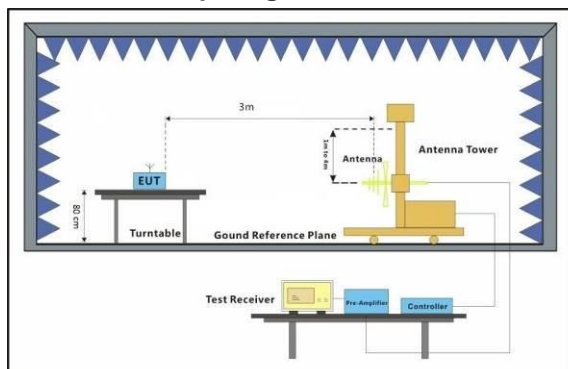 3m
Antenna
1m to 4m
Antenna Tower
EUT
80 cm
Turntable
Gound Reference Plane
Test Receiver
Pre-Amplifier
Controller